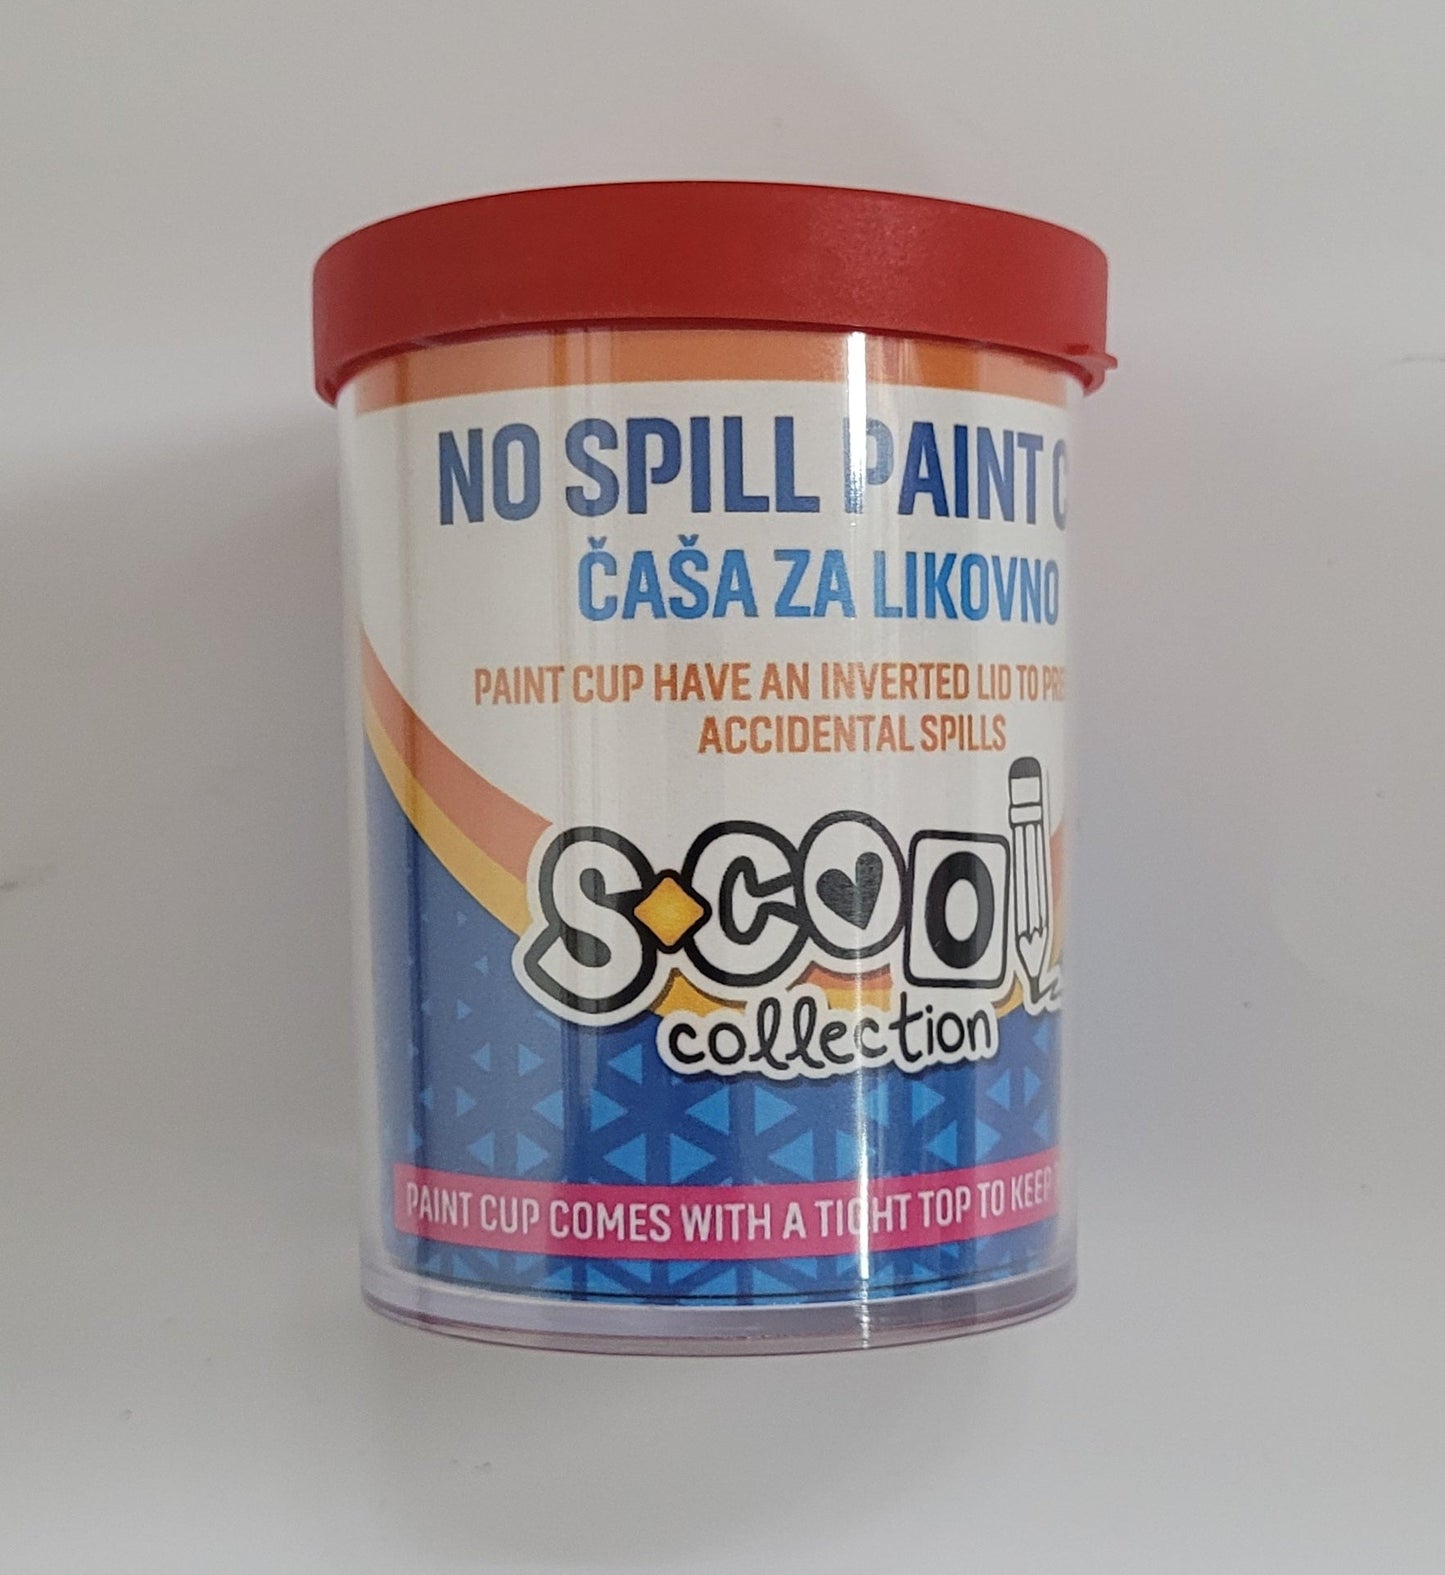 NO SPILL PAINT C
ČAŠA ZA LIKOVNO
PAINT CUP HAVE AN INVERTED LID TO PRE
ACCIDENTAL SPILLS
S·COOl
collection
PAINT CUP COMES WITH A TIGHT TOP TO KEEP